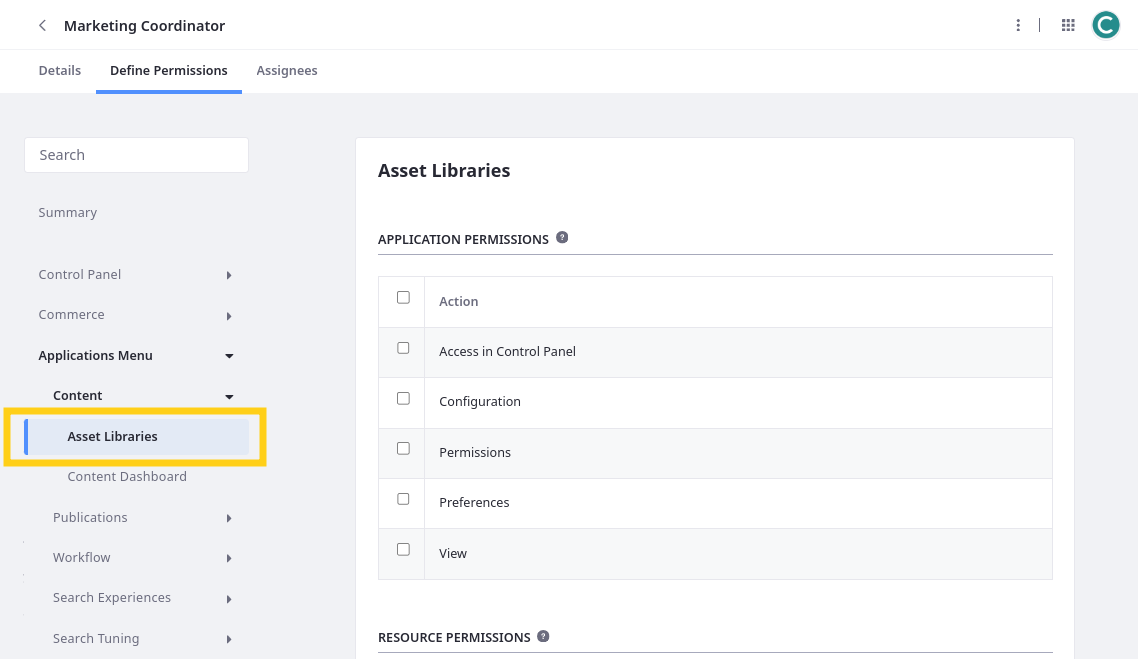 Marketing Coordinator
Details Define Permissions Assignees
Search
Summary
Control Panel
Commerce
Applications Menu
Content
Asset Libraries
Content Dashboard
Publications
Workflow
Search Experiences
Search Tuning
Asset Libraries
APPLICATION PERMISSIONS ?
Action
Access in Control Panel
Configuration
Permissions
Preferences
View
RESOURCE PERMISSIONS ?